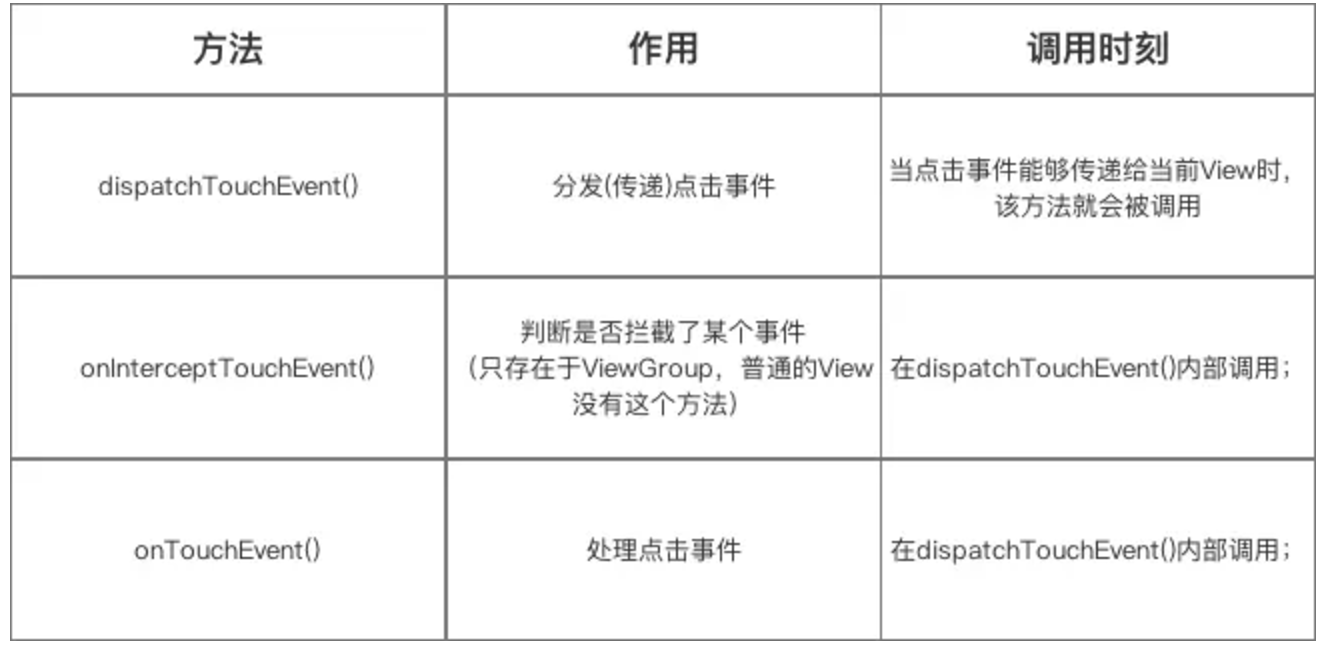 方法
作用
调用时刻
dispatchTouchEvent()
分发(传递)点击事件
当点击事件能够传递给当前View时，
该方法就会被调用
onInterceptTouchEvent()
判断是否拦截了某个事件
（只存在于ViewGroup，普通的View
没有这个方法）
在dispatchTouchEvent()内部调用；
onTouchEvent()
处理点击事件
在dispatchTouchEvent()内部调用；